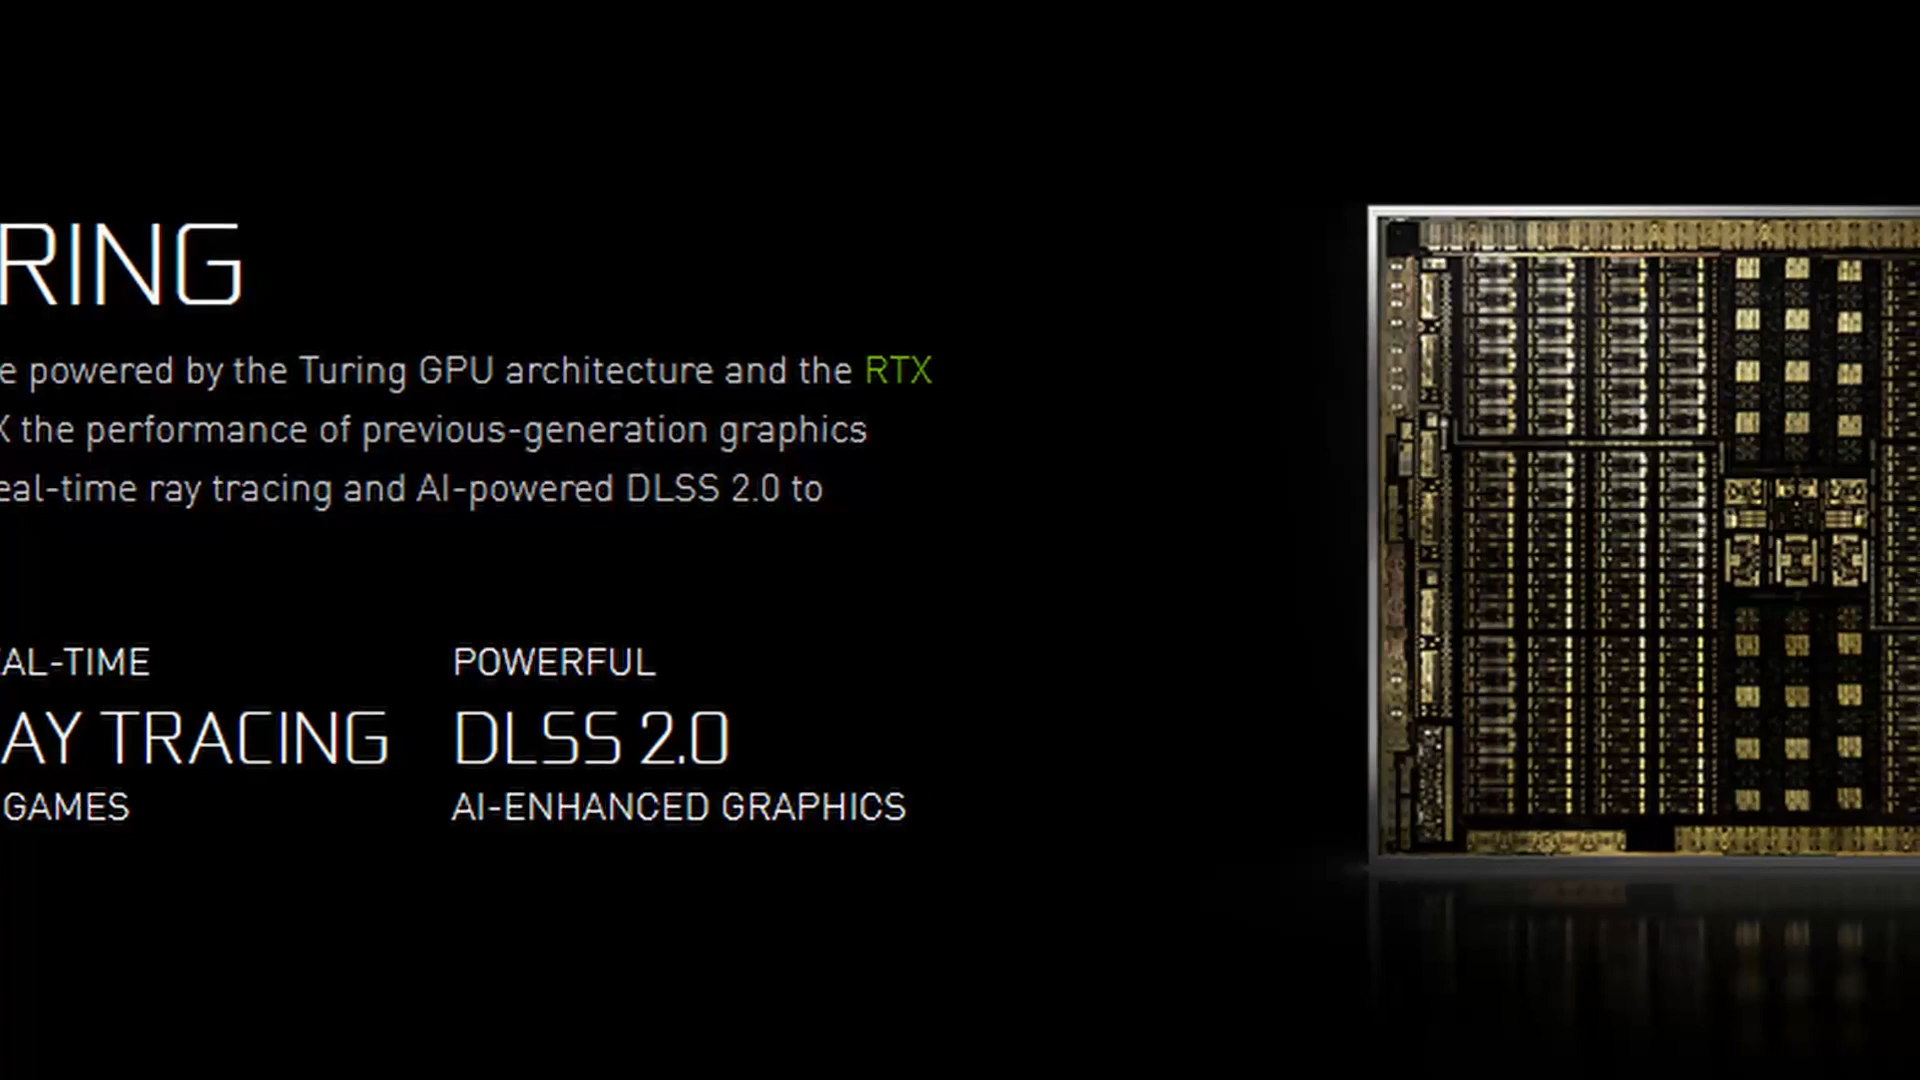 RING
e powered by the Turing GPU architecture and the RTX
X the performance of previous-generation graphics
eal-time ray tracing and AI-powered DLSS 2.0 to
AL-TIME
AY TRACING
GAMES
POWERFUL
DLSS 2.0
AI-ENHANCED GRAPHICS